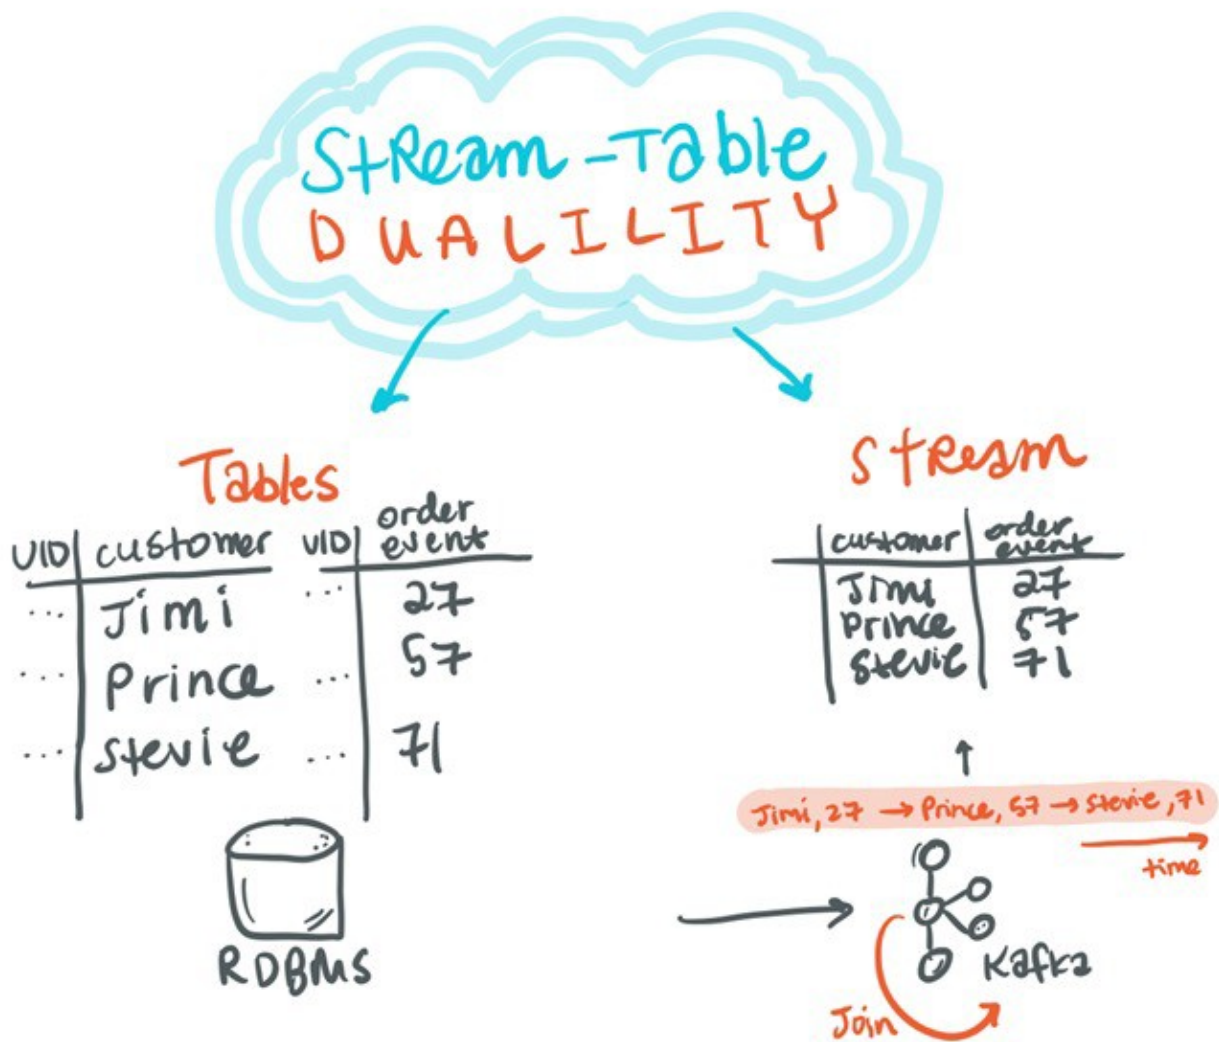 Stream-Table
DUALILITY
Tables
UID customer UID order event
... Jimi ... 27
... Prince ... 57
... Stevie ... 71
RDBMS
Stream
customer order event
Jimi 27
Prince 57
Stevie 71
Jimi, 27 → Prince, 57 → Stevie, 71
time
Kafka
Join